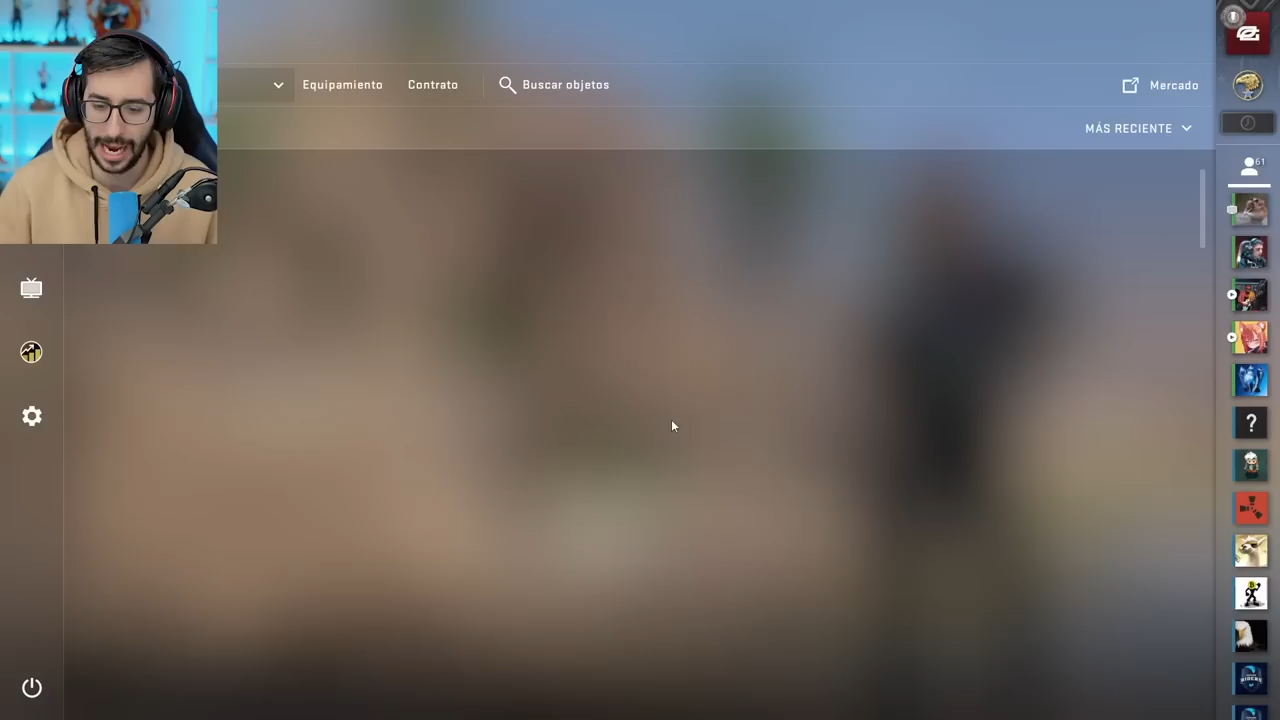 Equipamiento
Contrato
Buscar objetos
Mercado
MÁS RECIENTE
61
?